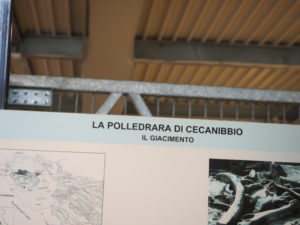 LA POLLEDRARA DI CECANIBBIO
IL GIACIMENTO